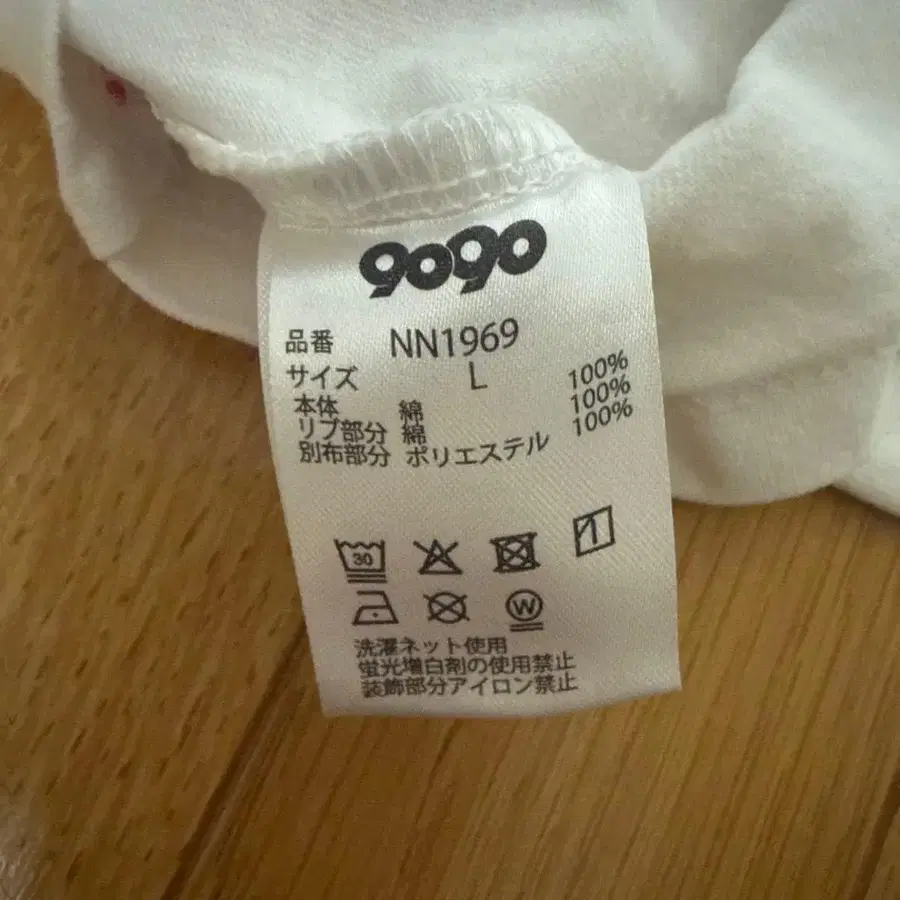 9090
品番 NN1969
サイズ L
本体 綿 100%
リブ部分 綿 100%
別布部分 ポリエステル 100%
30
W
洗濯ネット使用
蛍光増白剤の使用禁止
装飾部分アイロン禁止